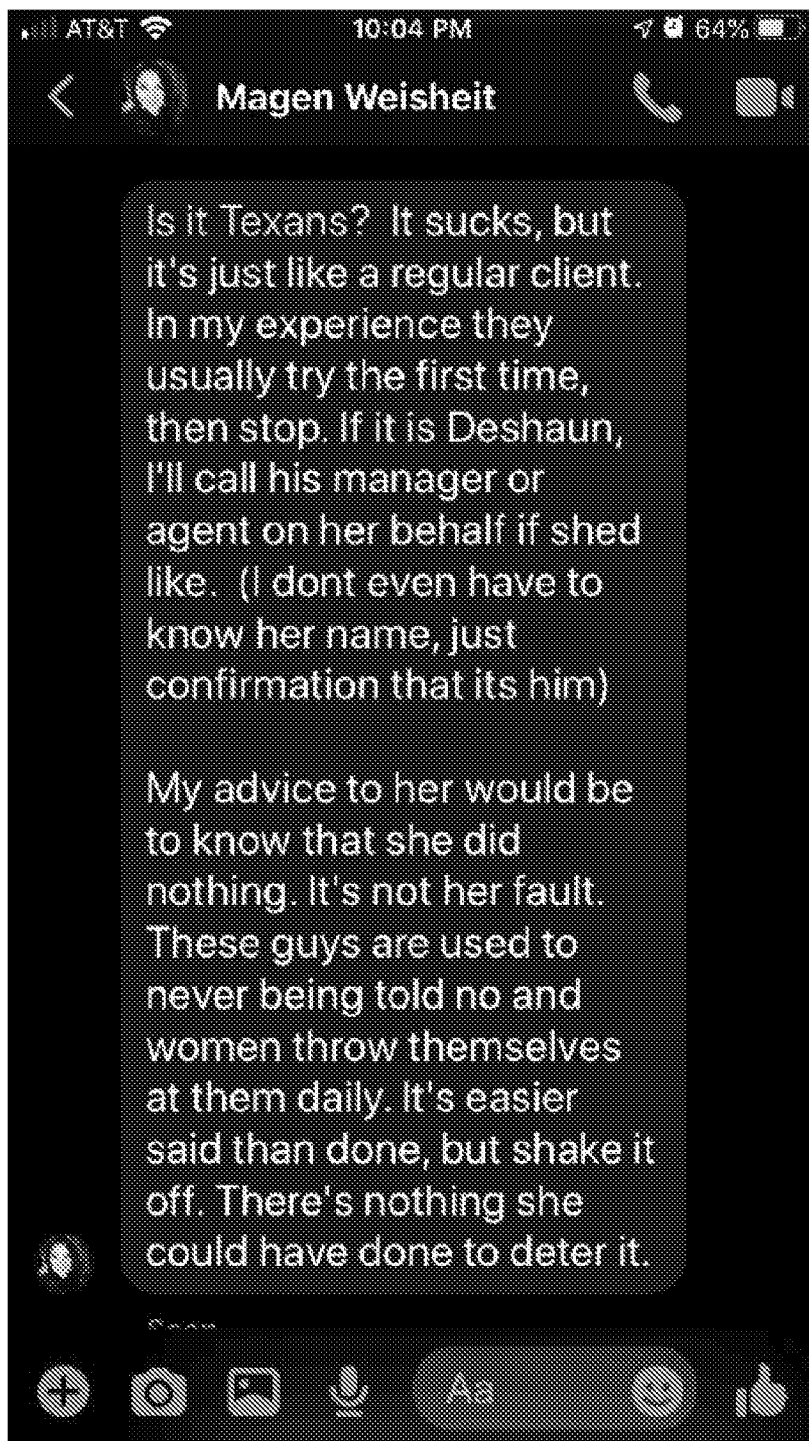 AT&T 10:04 PM 64%
Magen Weisheit
Is it Texans?  It sucks, but
it's just like a regular client.
In my experience they
usually try the first time,
then stop. If it is Deshaun,
I'll call his manager or
agent on her behalf if shed
like.  (I dont even have to
know her name, just
confirmation that its him)
My advice to her would be
to know that she did
nothing. It's not her fault.
These guys are used to
never being told no and
women throw themselves
at them daily. It's easier
said than done, but shake it
off. There's nothing she
could have done to deter it.
Aa